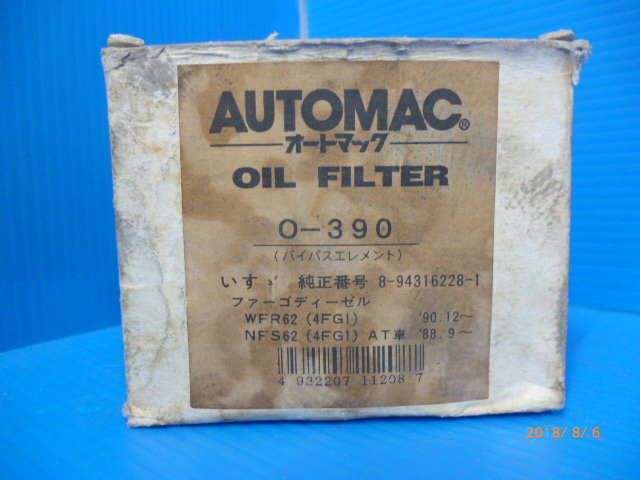 AUTOMAC®
オートマック
OIL FILTER
O-390
(バイパスエレメント)
いすゞ 純正番号 8-94316228-1
ファーゴディーゼル
WFR62 (4FG1) '90.12～
NFS62 (4FG1) AT車 '88.9～
4 932207 112087
2018/ 8/ 6